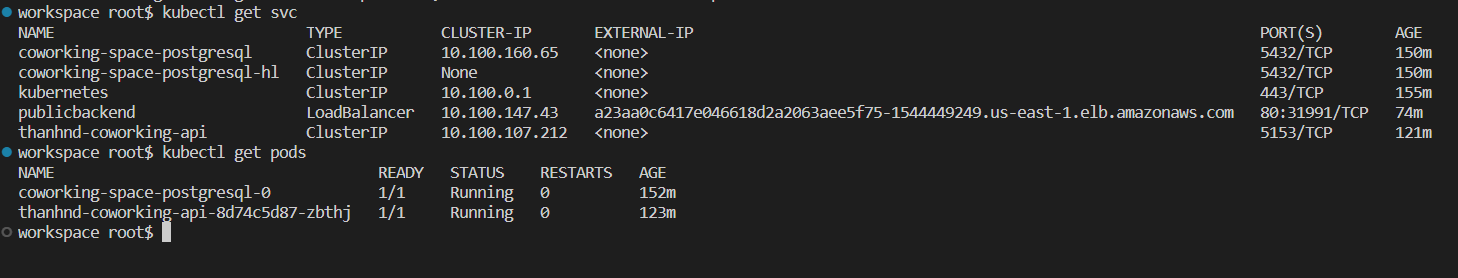 workspace root$ kubectl get svc
NAME TYPE CLUSTER-IP EXTERNAL-IP PORT(S) AGE
coworking-space-postgresql ClusterIP 10.100.160.65 <none> 5432/TCP 150m
coworking-space-postgresql-hl ClusterIP None <none> 5432/TCP 150m
kubernetes ClusterIP 10.100.0.1 <none> 443/TCP 155m
publicbackend LoadBalancer 10.100.147.43 a23aa0c6417e046618d2a2063aee5f75-1544449249.us-east-1.elb.amazonaws.com 80:31991/TCP 74m
thanhnd-coworking-api ClusterIP 10.100.107.212 <none> 5153/TCP 121m
workspace root$ kubectl get pods
NAME READY STATUS RESTARTS AGE
coworking-space-postgresql-0 1/1 Running 0 152m
thanhnd-coworking-api-8d74c5d87-zbthj 1/1 Running 0 123m
workspace root$